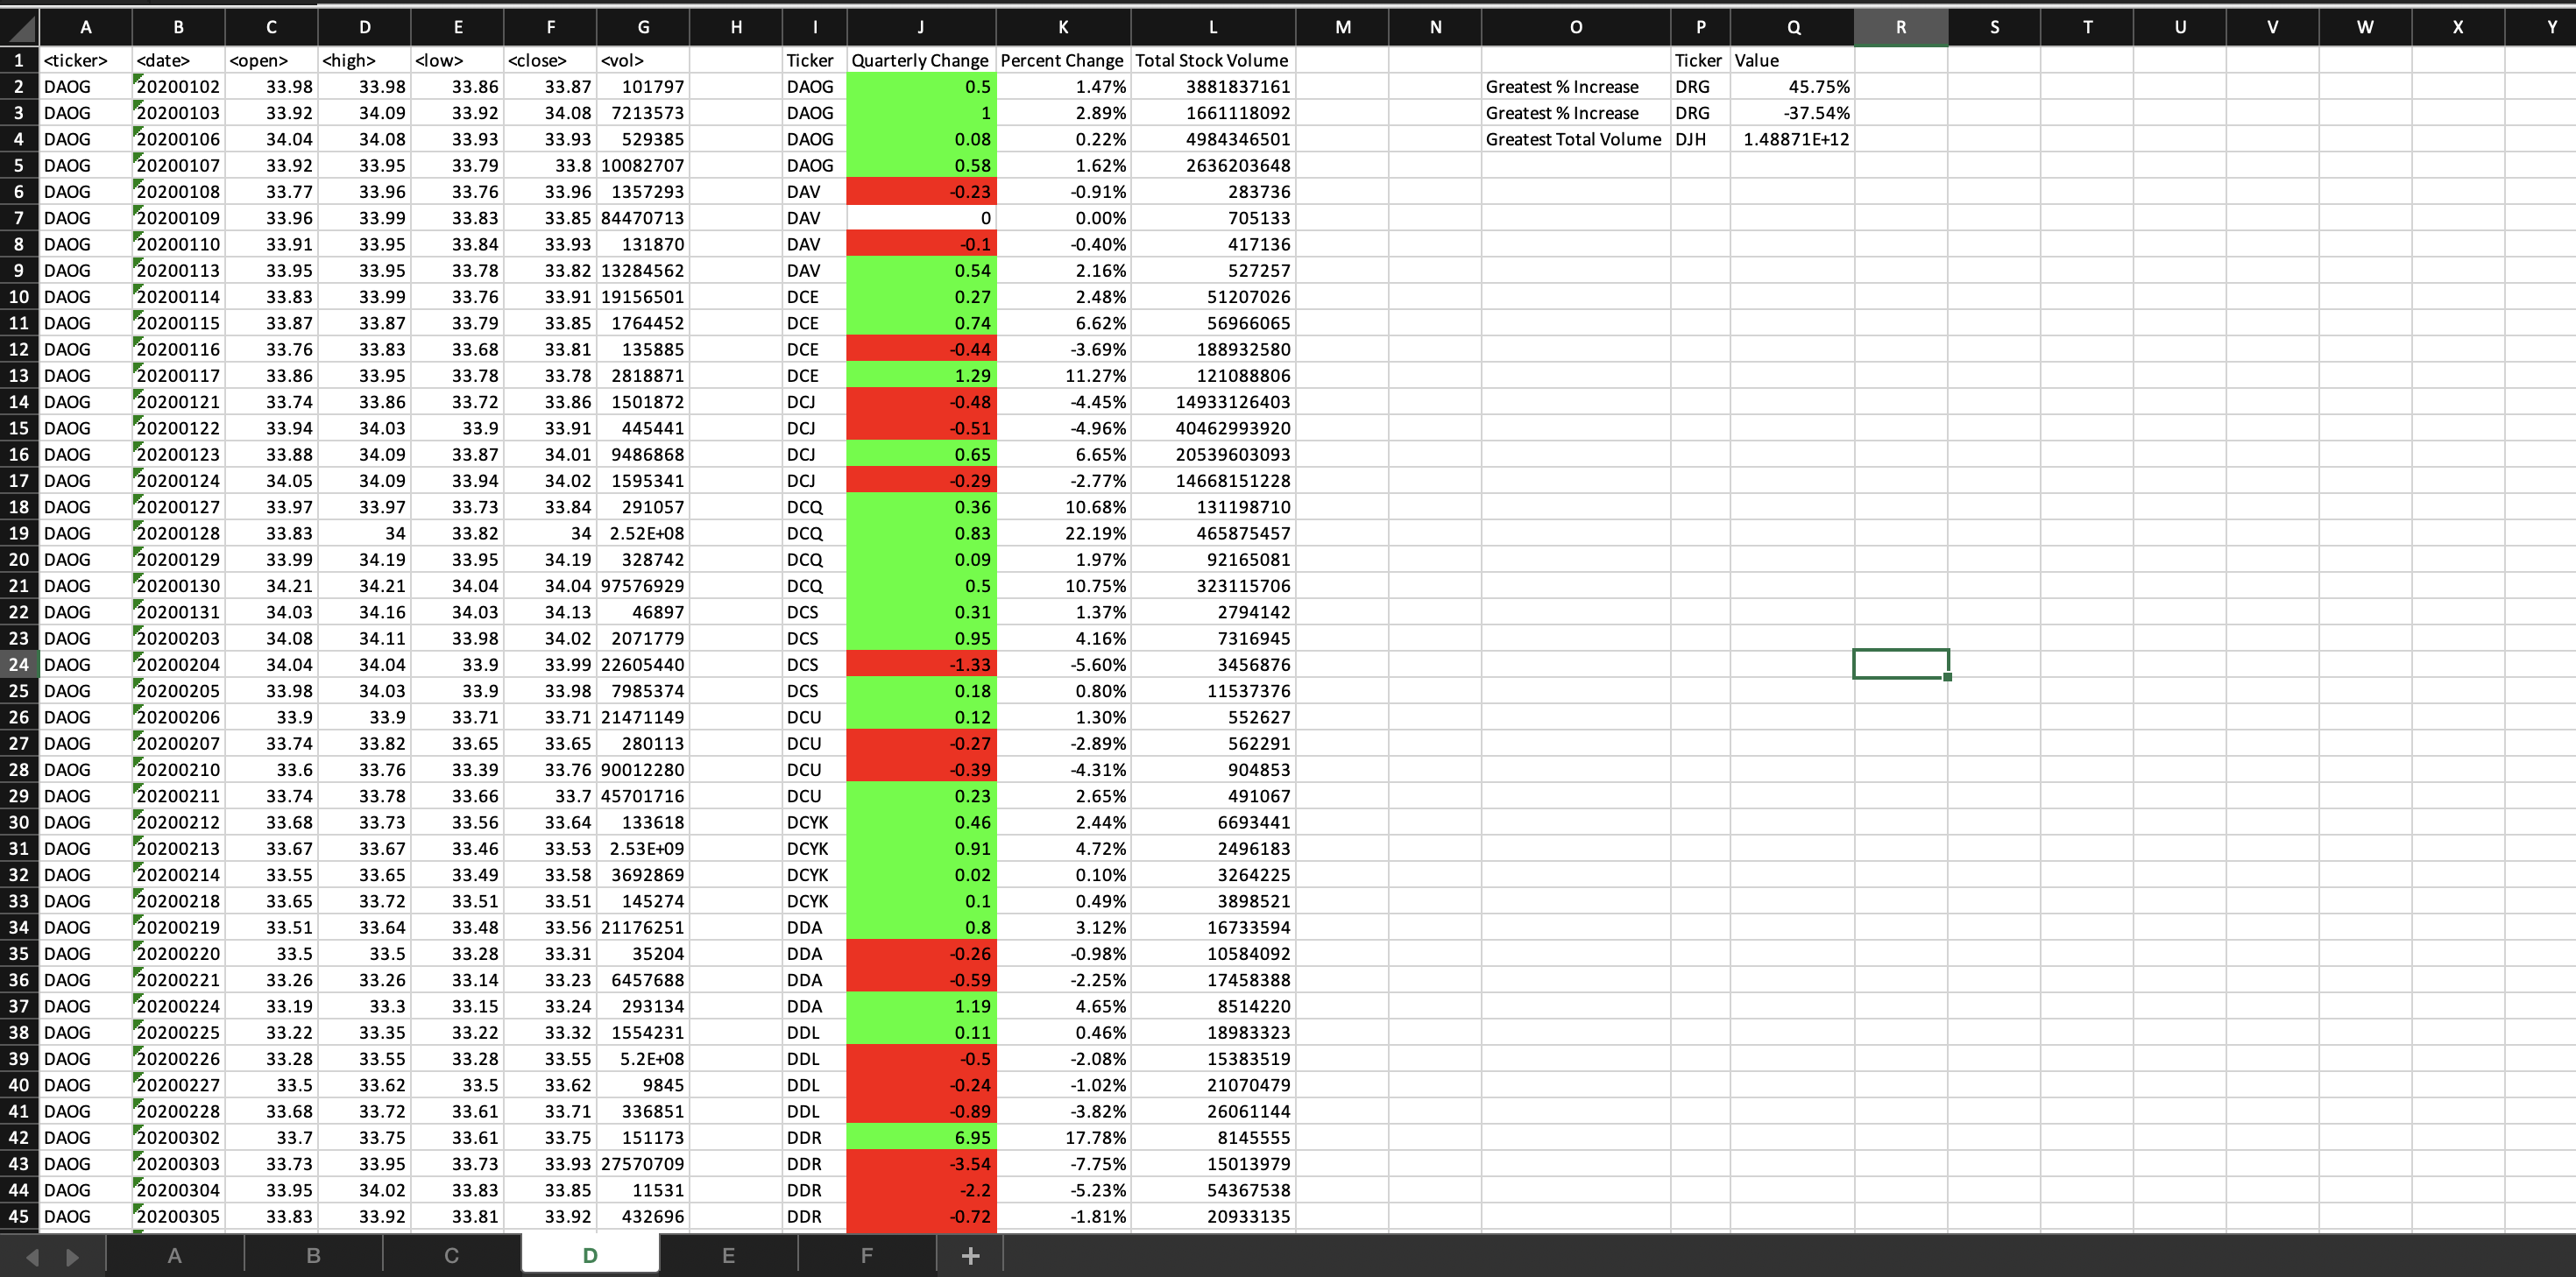 A B C D E F G H I J K L M N O P Q R S T U V W X Y
1 <ticker> <date> <open> <high> <low> <close> <vol> Ticker Quarterly Change Percent Change Total Stock Volume Ticker Value
2 DAOG 20200102 33.98 33.98 33.86 33.87 101797 DAOG 0.5 1.47% 3881837161 Greatest % Increase DRG 45.75%
3 DAOG 20200103 33.92 34.09 33.92 34.08 7213573 DAOG 1 2.89% 1661118092 Greatest % Increase DRG -37.54%
4 DAOG 20200106 34.04 34.08 33.93 33.93 529385 DAOG 0.08 0.22% 4984346501 Greatest Total Volume DJH 1.48871E+12
5 DAOG 20200107 33.92 33.95 33.79 33.8 10082707 DAOG 0.58 1.62% 2636203648
6 DAOG 20200108 33.77 33.96 33.76 33.96 1357293 DAV -0.23 -0.91% 283736
7 DAOG 20200109 33.96 33.99 33.83 33.85 84470713 DAV 0 0.00% 705133
8 DAOG 20200110 33.91 33.95 33.84 33.93 131870 DAV -0.1 -0.40% 417136
9 DAOG 20200113 33.95 33.95 33.78 33.82 13284562 DAV 0.54 2.16% 527257
10 DAOG 20200114 33.83 33.99 33.76 33.91 19156501 DCE 0.27 2.48% 51207026
11 DAOG 20200115 33.87 33.87 33.79 33.85 1764452 DCE 0.74 6.62% 56966065
12 DAOG 20200116 33.76 33.83 33.68 33.81 135885 DCE -0.44 -3.69% 188932580
13 DAOG 20200117 33.86 33.95 33.78 33.78 2818871 DCE 1.29 11.27% 121088806
14 DAOG 20200121 33.74 33.86 33.72 33.86 1501872 DCJ -0.48 -4.45% 14933126403
15 DAOG 20200122 33.94 34.03 33.9 33.91 445441 DCJ -0.51 -4.96% 40462993920
16 DAOG 20200123 33.88 34.09 33.87 34.01 9486868 DCJ 0.65 6.65% 20539603093
17 DAOG 20200124 34.05 34.09 33.94 34.02 1595341 DCJ -0.29 -2.77% 14668151228
18 DAOG 20200127 33.97 33.97 33.73 33.84 291057 DCQ 0.36 10.68% 131198710
19 DAOG 20200128 33.83 34 33.82 34 2.52E+08 DCQ 0.83 22.19% 465875457
20 DAOG 20200129 33.99 34.19 33.95 34.19 328742 DCQ 0.09 1.97% 92165081
21 DAOG 20200130 34.21 34.21 34.04 34.04 97576929 DCQ 0.5 10.75% 323115706
22 DAOG 20200131 34.03 34.16 34.03 34.13 46897 DCS 0.31 1.37% 2794142
23 DAOG 20200203 34.08 34.11 33.98 34.02 2071779 DCS 0.95 4.16% 7316945
24 DAOG 20200204 34.04 34.04 33.9 33.99 22605440 DCS -1.33 -5.60% 3456876
25 DAOG 20200205 33.98 34.03 33.9 33.98 7985374 DCS 0.18 0.80% 11537376
26 DAOG 20200206 33.9 33.9 33.71 33.71 21471149 DCU 0.12 1.30% 552627
27 DAOG 20200207 33.74 33.82 33.65 33.65 280113 DCU -0.27 -2.89% 562291
28 DAOG 20200210 33.6 33.76 33.39 33.76 90012280 DCU -0.39 -4.31% 904853
29 DAOG 20200211 33.74 33.78 33.66 33.7 45701716 DCU 0.23 2.65% 491067
30 DAOG 20200212 33.68 33.73 33.56 33.64 133618 DCYK 0.46 2.44% 6693441
31 DAOG 20200213 33.67 33.67 33.46 33.53 2.53E+09 DCYK 0.91 4.72% 2496183
32 DAOG 20200214 33.55 33.65 33.49 33.58 3692869 DCYK 0.02 0.10% 3264225
33 DAOG 20200218 33.65 33.72 33.51 33.51 145274 DCYK 0.1 0.49% 3898521
34 DAOG 20200219 33.51 33.64 33.48 33.56 21176251 DDA 0.8 3.12% 16733594
35 DAOG 20200220 33.5 33.5 33.28 33.31 35204 DDA -0.26 -0.98% 10584092
36 DAOG 20200221 33.26 33.26 33.14 33.23 6457688 DDA -0.59 -2.25% 17458388
37 DAOG 20200224 33.19 33.3 33.15 33.24 293134 DDA 1.19 4.65% 8514220
38 DAOG 20200225 33.22 33.35 33.22 33.32 1554231 DDL 0.11 0.46% 18983323
39 DAOG 20200226 33.28 33.55 33.28 33.55 5.2E+08 DDL -0.5 -2.08% 15383519
40 DAOG 20200227 33.5 33.62 33.5 33.62 9845 DDL -0.24 -1.02% 21070479
41 DAOG 20200228 33.68 33.72 33.61 33.71 336851 DDL -0.89 -3.82% 26061144
42 DAOG 20200302 33.7 33.75 33.61 33.75 151173 DDR 6.95 17.78% 8145555
43 DAOG 20200303 33.73 33.95 33.73 33.93 27570709 DDR -3.54 -7.75% 15013979
44 DAOG 20200304 33.95 34.02 33.83 33.85 11531 DDR -2.2 -5.23% 54367538
45 DAOG 20200305 33.83 33.92 33.81 33.92 432696 DDR -0.72 -1.81% 20933135
A B C D E F +